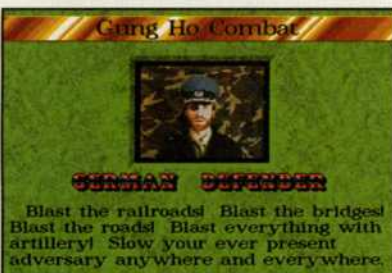 Gung Ho Combat
GERMAN DEFENDER
Blast the railroads! Blast the bridges!
Blast the roads! Blast everything with
artillery! Slow your ever present
adversary anywhere and everywhere.